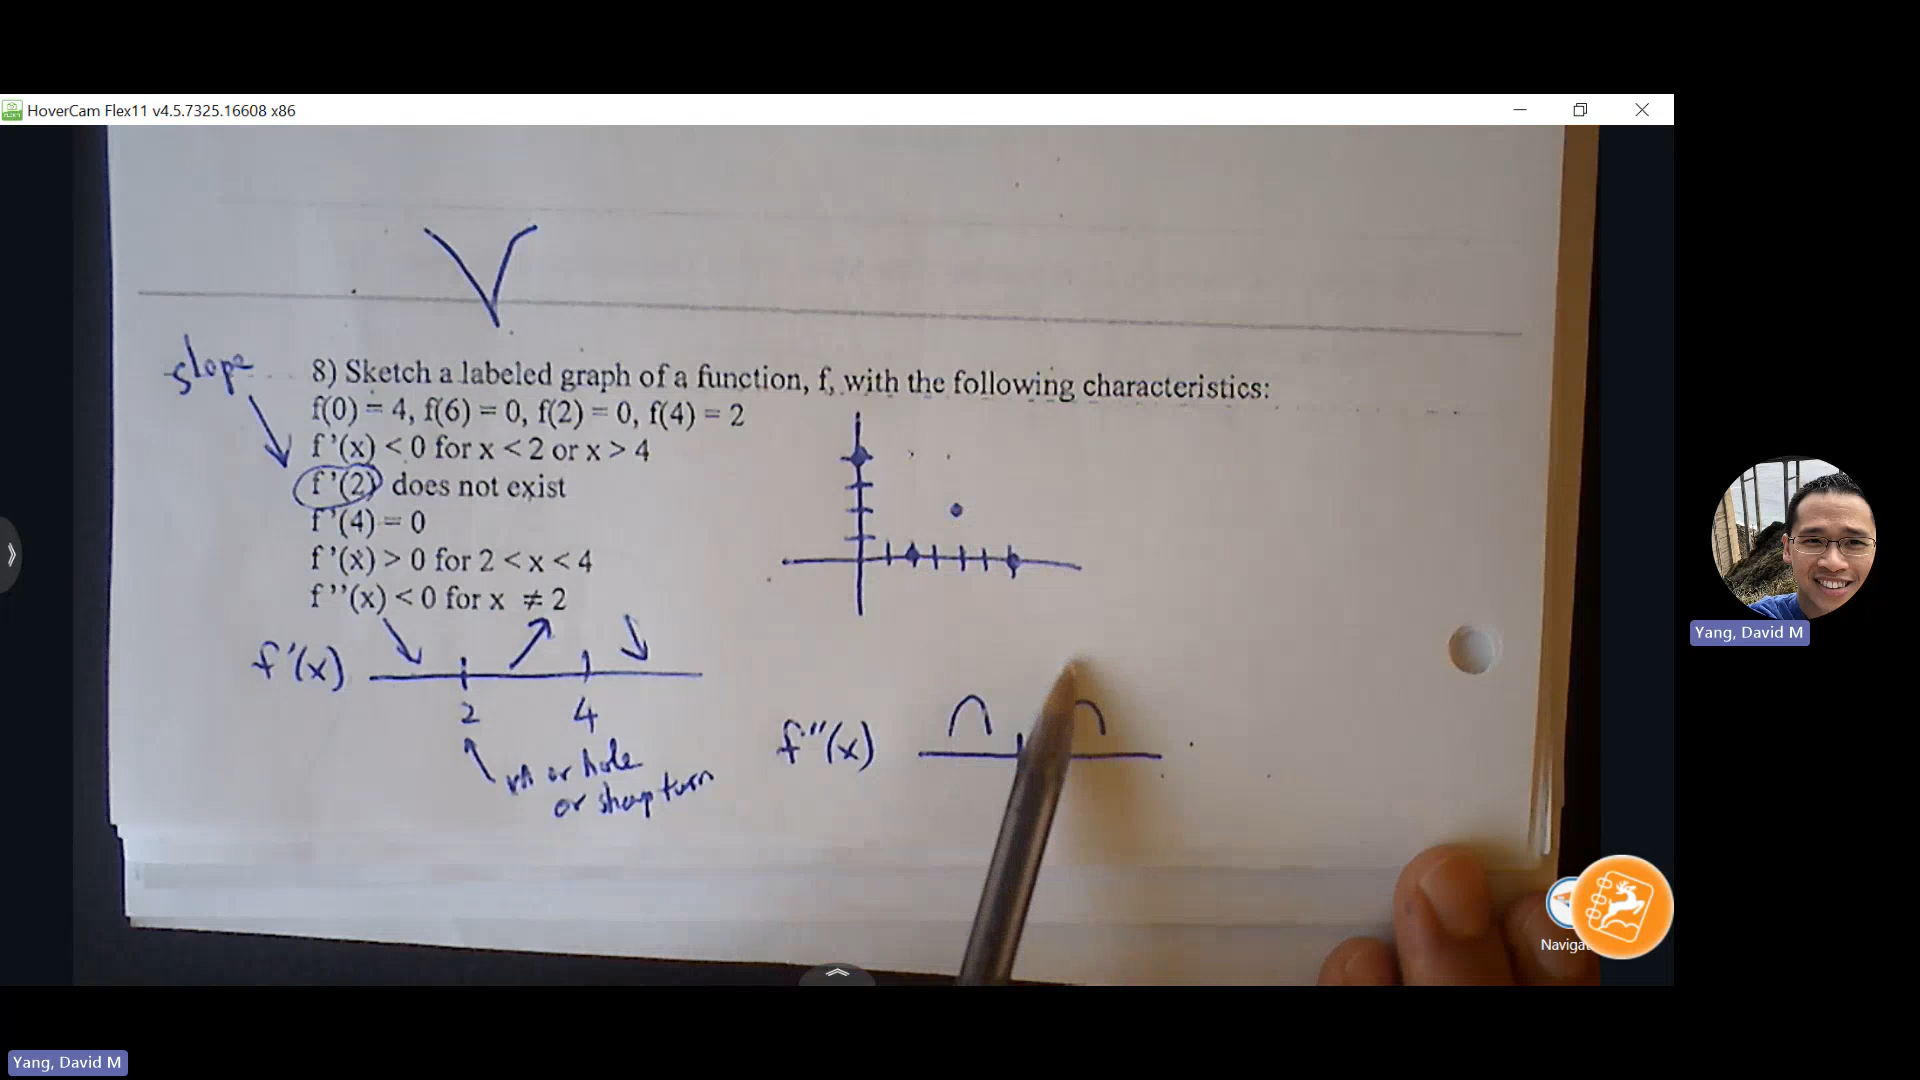 HoverCam Flex11 v4.5.7325.16608 x86
slope
8) Sketch a labeled graph of a function, f, with the following characteristics:
f(0) = 4, f(6) = 0, f(2) = 0, f(4) = 2
f '(x) < 0 for x < 2 or x > 4
f '(2) does not exist
f '(4) = 0
f '(x) > 0 for 2 < x < 4
f ''(x) < 0 for x ≠ 2
f'(x)
2 4
VA or hole
or sharp turn
f"(x)
Yang, David M
Yang, David M